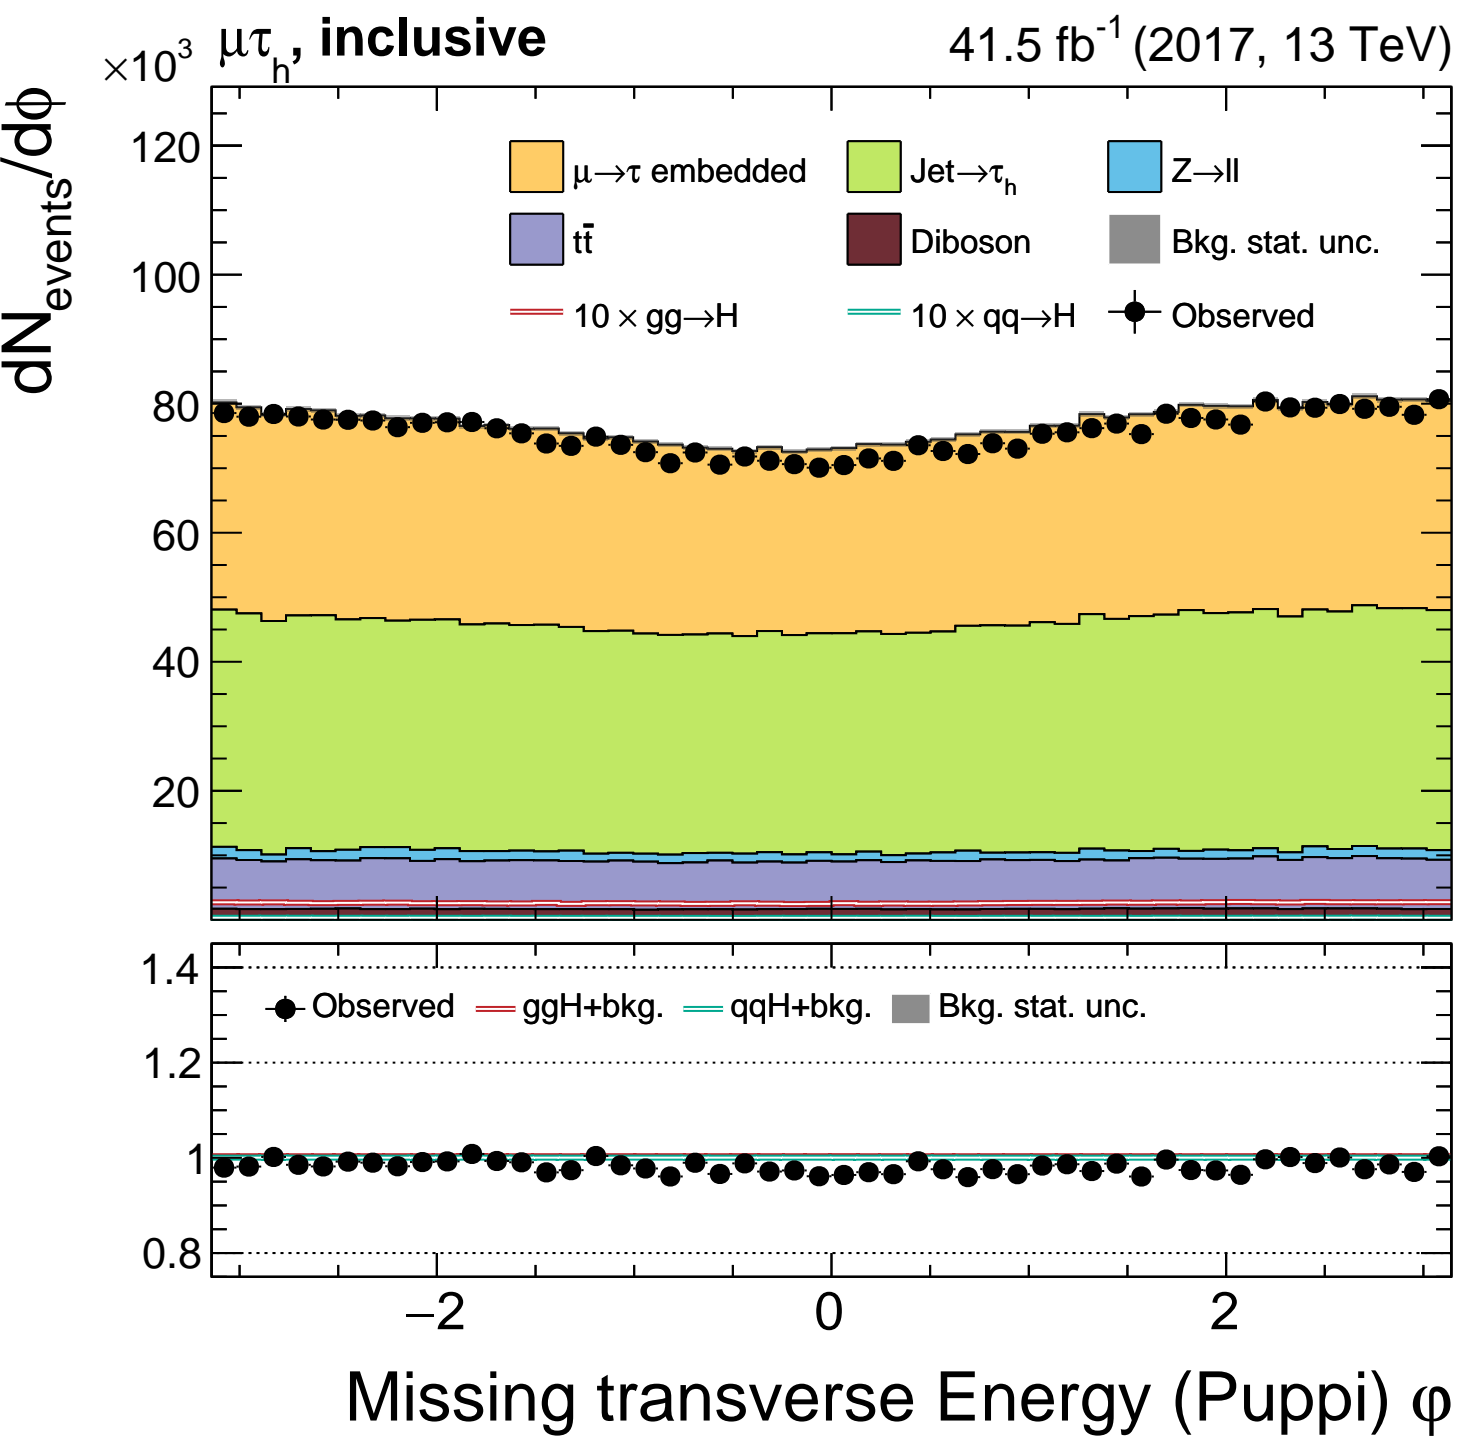 ×10³ μτₕ, inclusive 41.5 fb⁻¹ (2017, 13 TeV)
dN_events/dϕ
120
100
80
60
40
20
μ→τ embedded Jet→τₕ Z→ll
tt̄ Diboson Bkg. stat. unc.
10 × gg→H 10 × qq→H Observed
1.4
1.2
1
0.8
Observed ggH+bkg. qqH+bkg. Bkg. stat. unc.
−2 0 2
Missing transverse Energy (Puppi) φ